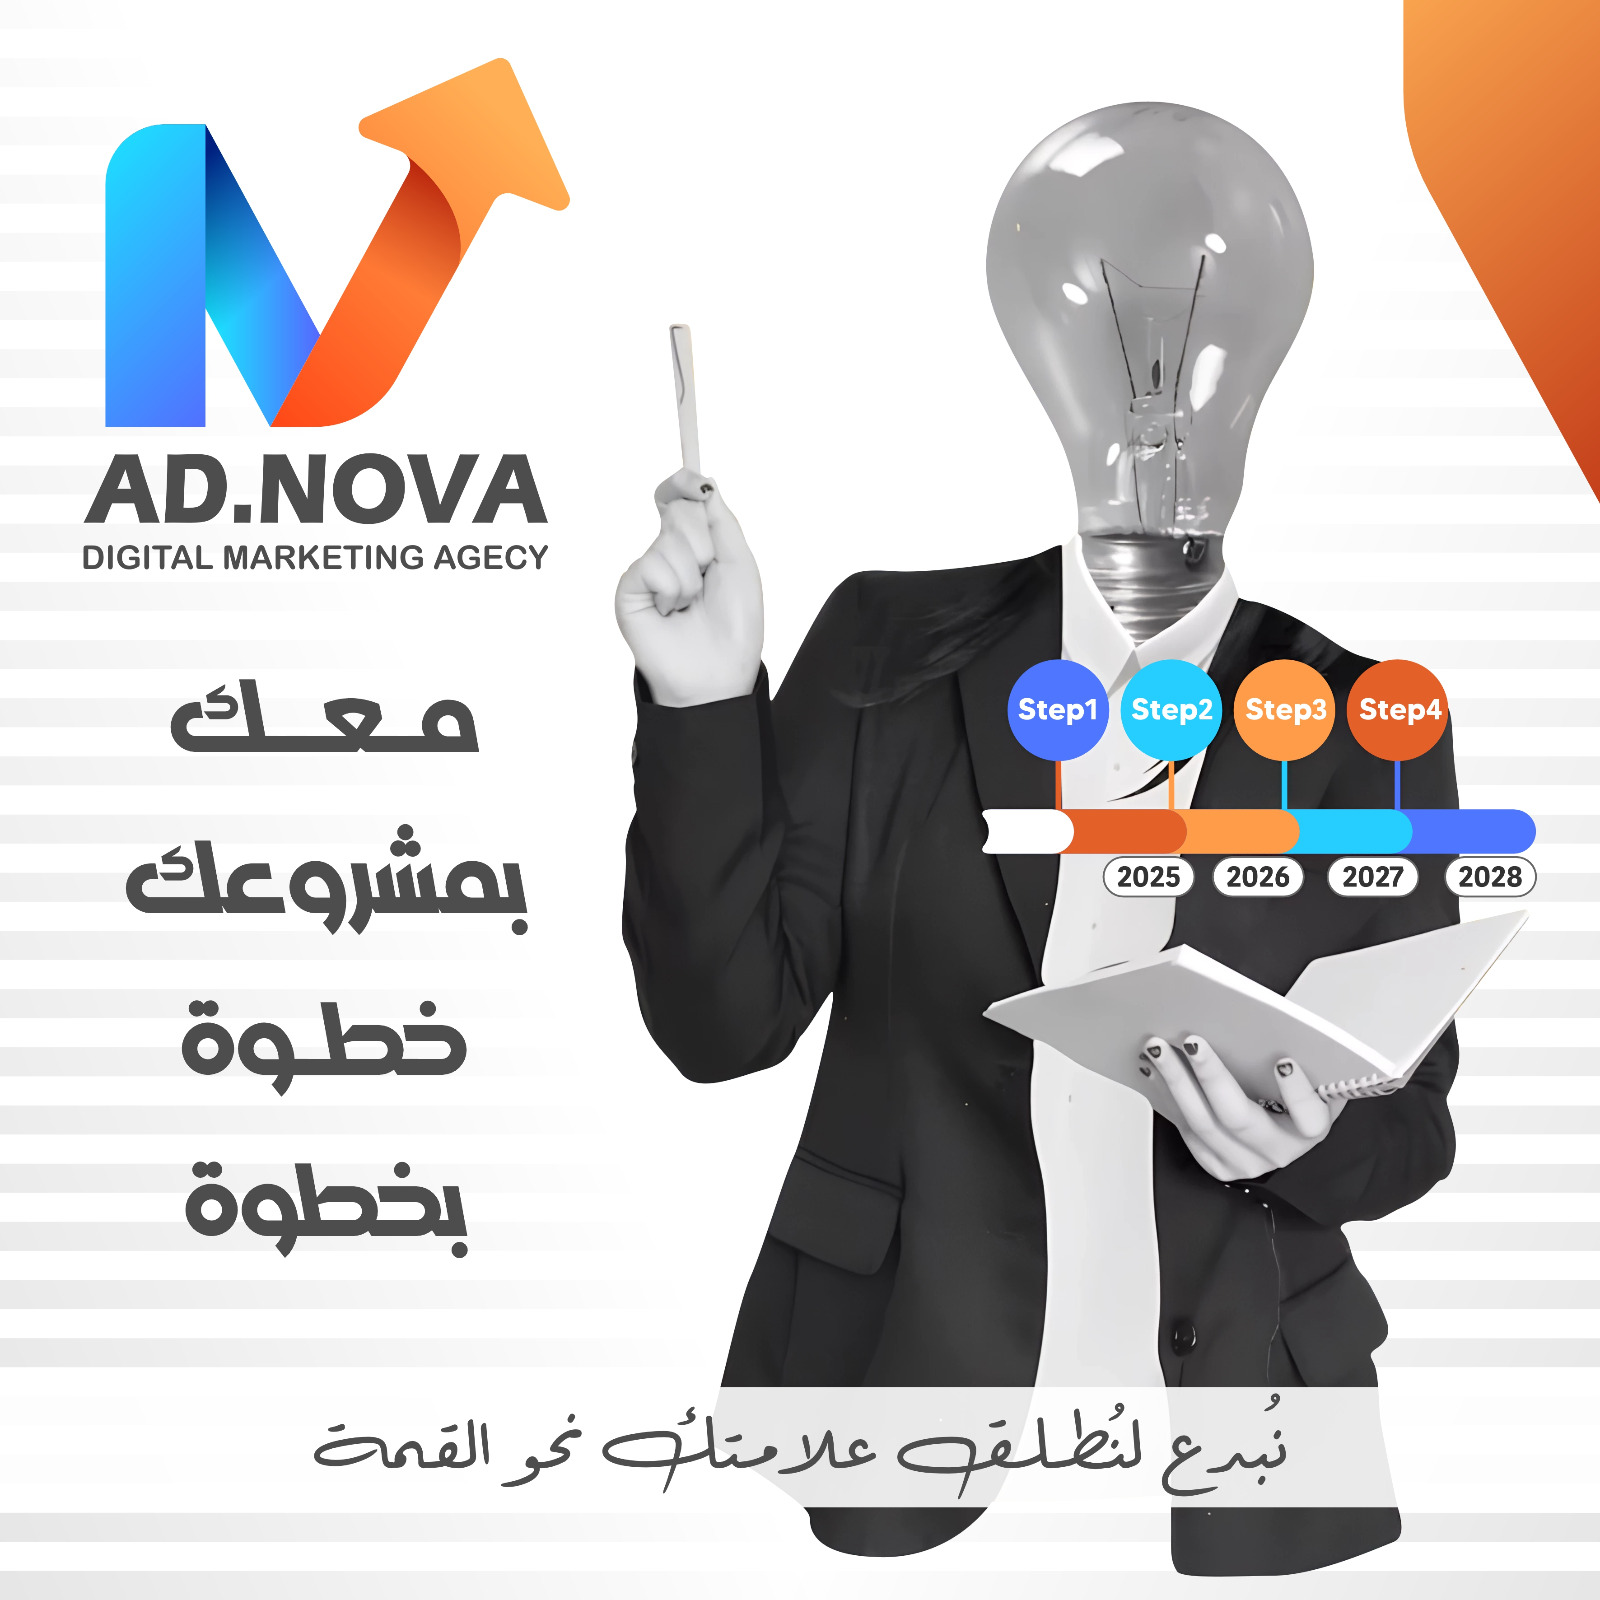 AD.NOVA
DIGITAL MARKETING AGECY
معك
بمشروعك
خطوة
بخطوة
Step1 Step2 Step3 Step4
2025 2026 2027 2028
نُبدع لنُطلق علامتك نحو القمة